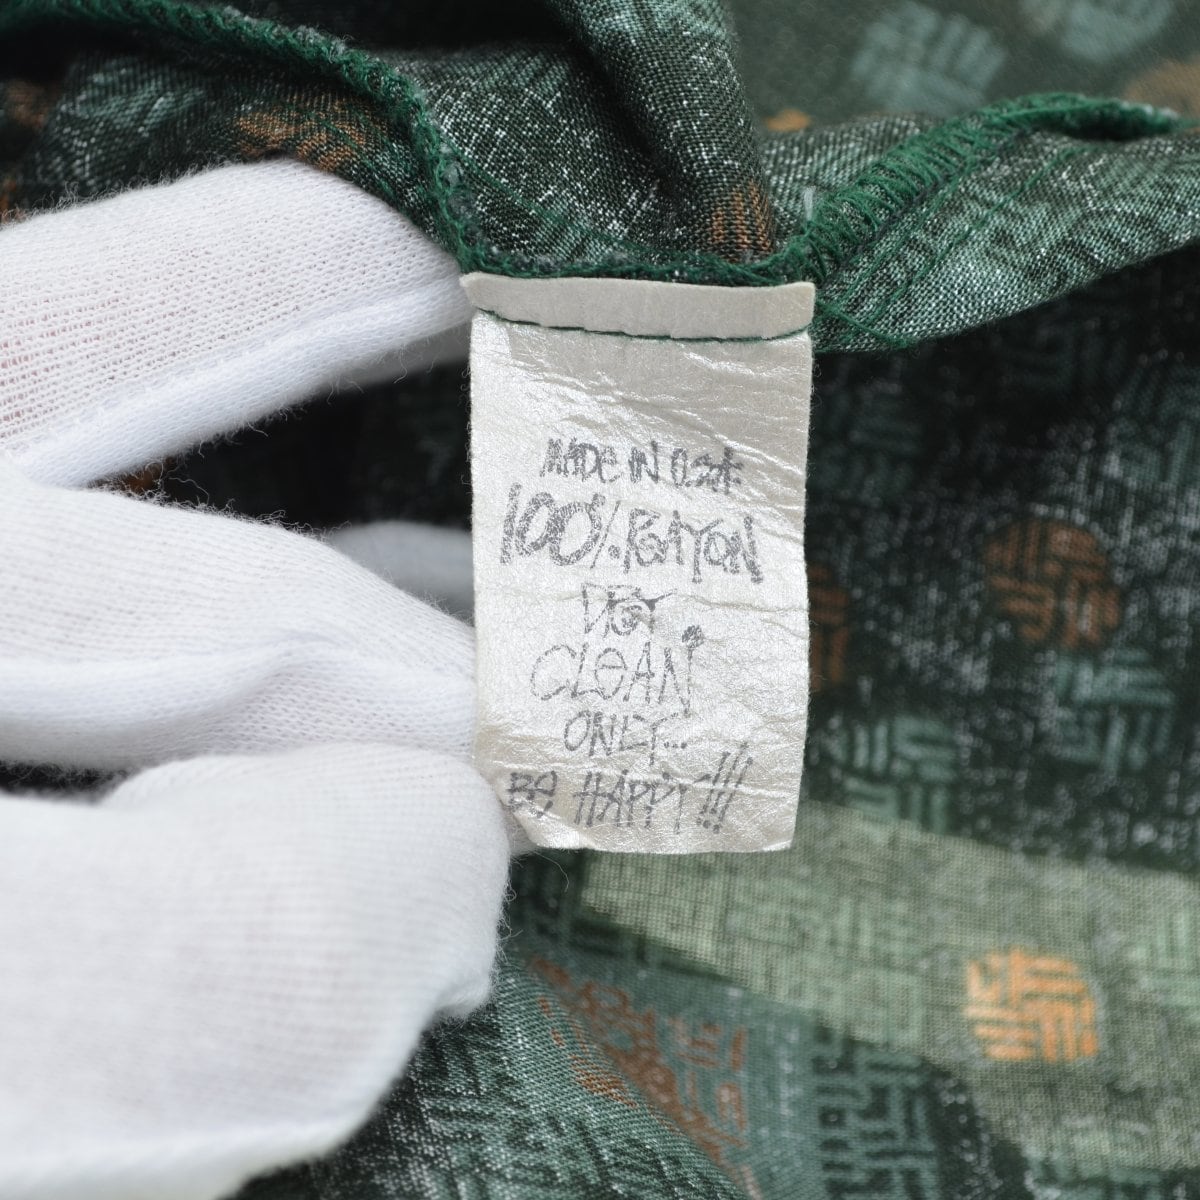 MADE IN U.S.A.
100% RAYON
DRY
CLEAN
ONLY...
BE HAPPY!!!